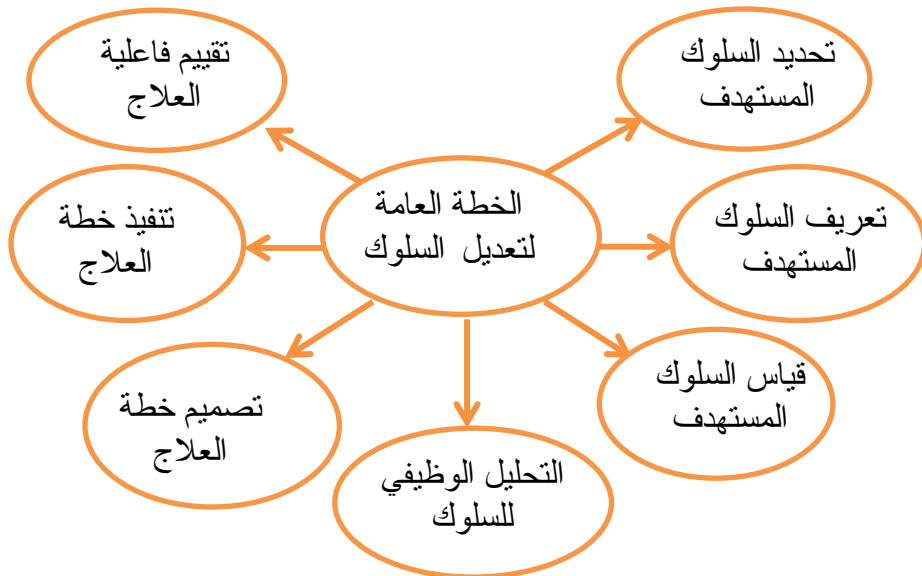 الخطة العامة
لتعديل السلوك
تحديد السلوك
المستهدف
تعريف السلوك
المستهدف
قياس السلوك
المستهدف
التحليل الوظيفي
للسلوك
تصميم خطة
العلاج
تنفيذ خطة
العلاج
تقييم فاعلية
العلاج